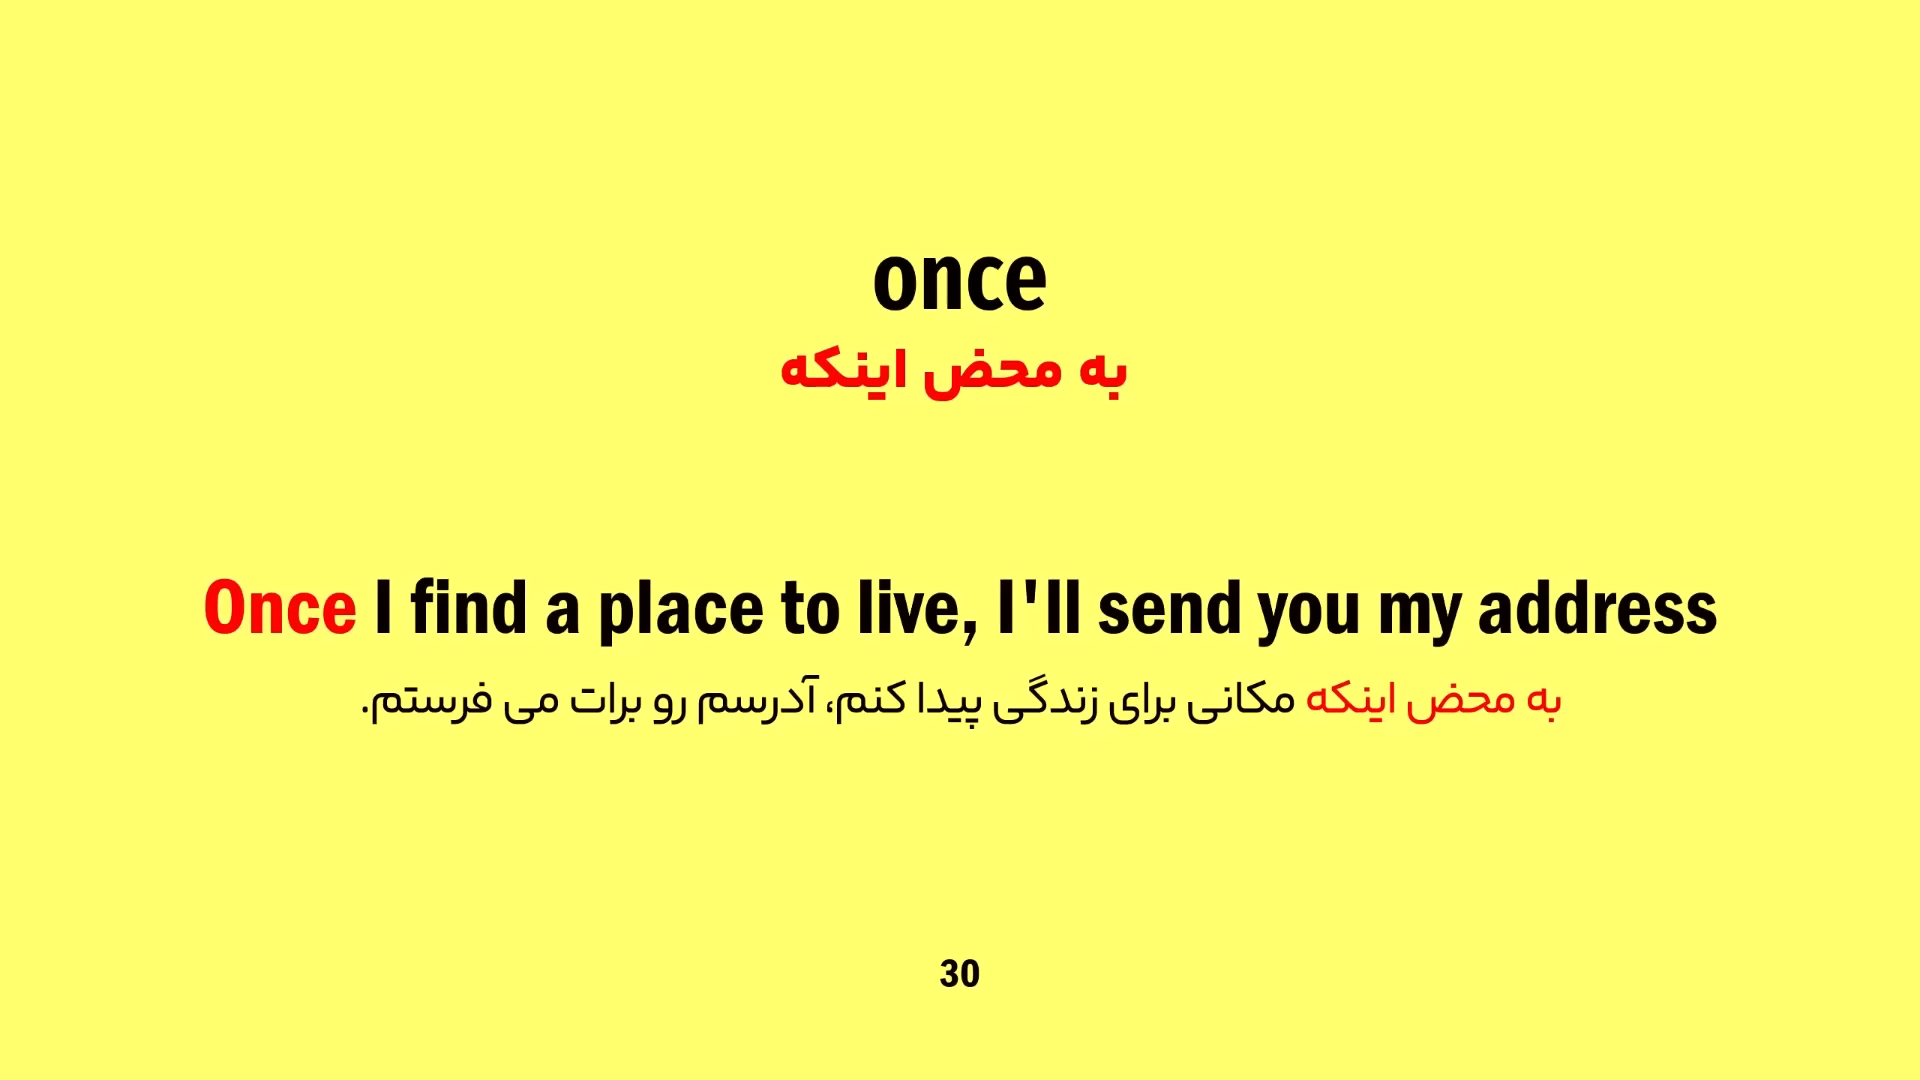 once
به محض اینکه
Once I find a place to live, I'll send you my address
به محض اینکه مکانی برای زندگی پیدا کنم، آدرسم رو برات می فرستم.
30